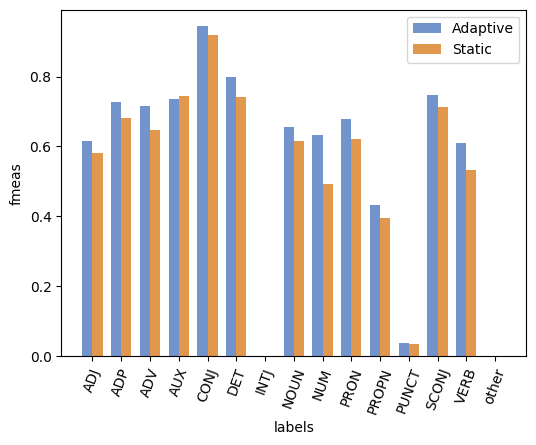 Adaptive
Static
fmeas
0.8
0.6
0.4
0.2
0.0
ADJ
ADP
ADV
AUX
CONJ
DET
INTJ
NOUN
NUM
PRON
PROPN
PUNCT
SCONJ
VERB
other
labels